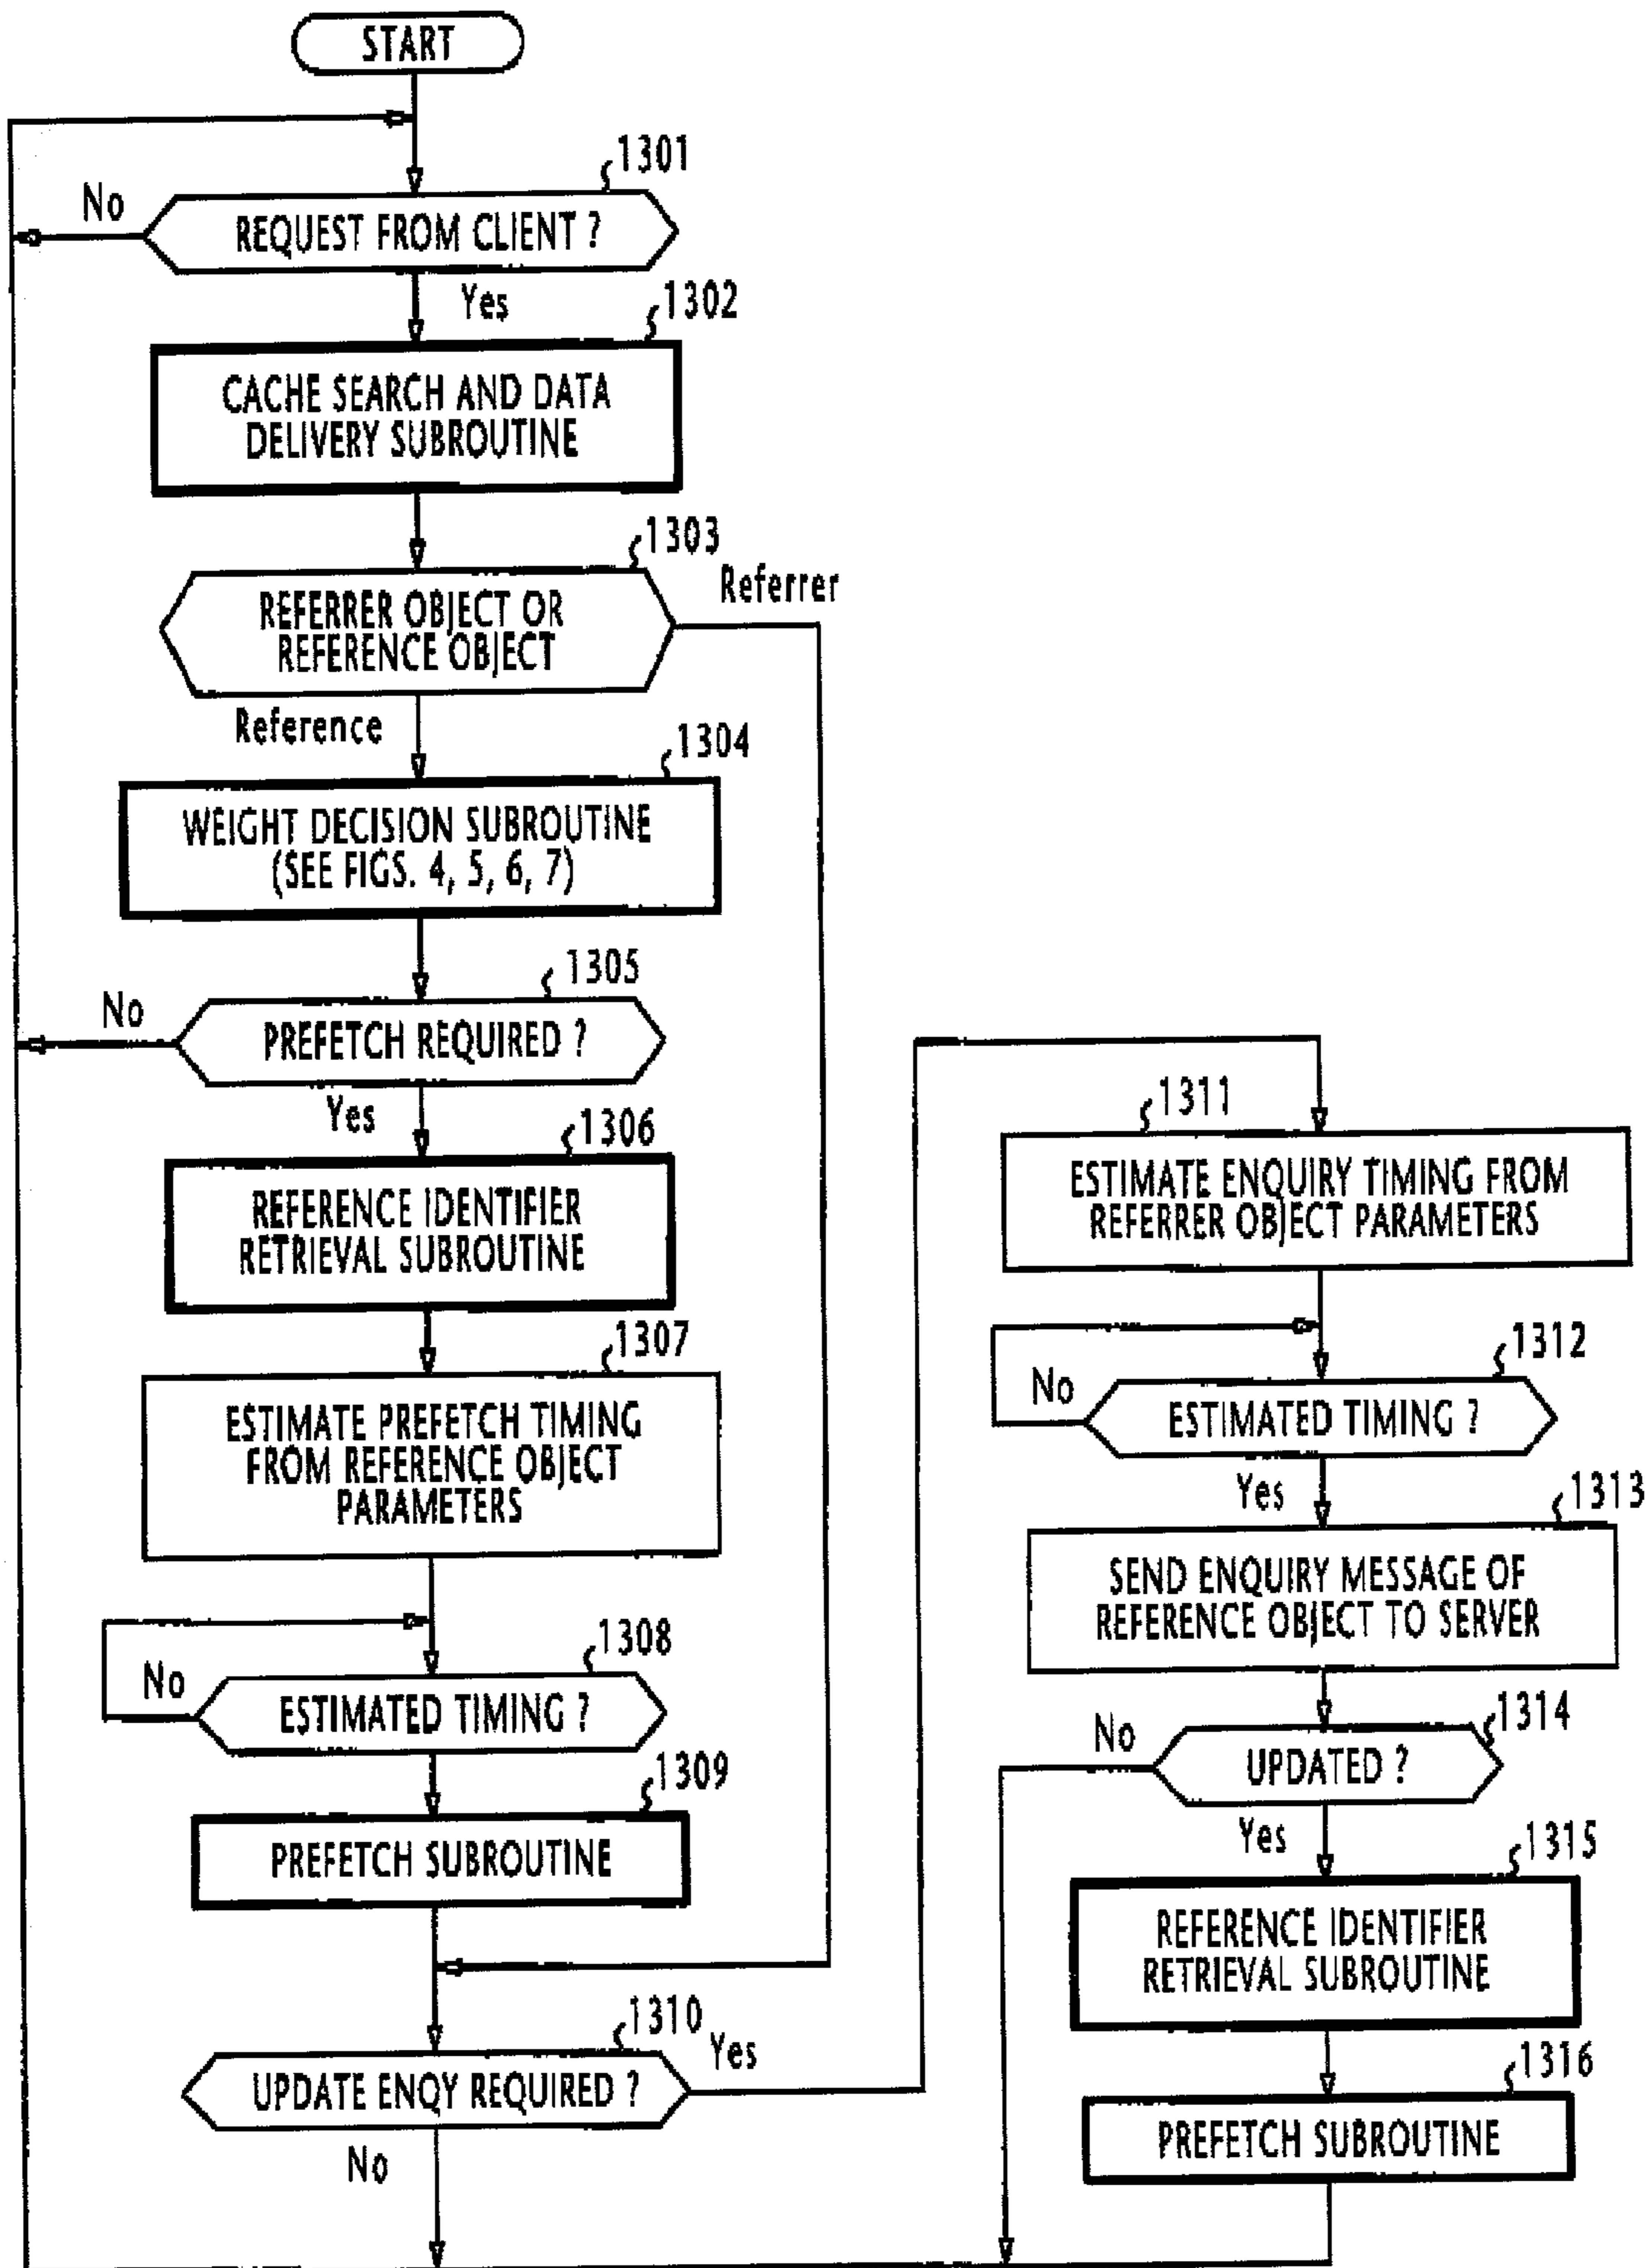 START
1301
No
REQUEST FROM CLIENT ?
Yes
1302
CACHE SEARCH AND DATA
DELIVERY SUBROUTINE
1303
Referrer
REFERRER OBJECT OR
REFERENCE OBJECT
Reference
1304
WEIGHT DECISION SUBROUTINE
(SEE FIGS. 4, 5, 6, 7)
1305
No
PREFETCH REQUIRED ?
Yes
1306
REFERENCE IDENTIFIER
RETRIEVAL SUBROUTINE
1307
ESTIMATE PREFETCH TIMING
FROM REFERENCE OBJECT
PARAMETERS
1308
No
ESTIMATED TIMING ?
1309
PREFETCH SUBROUTINE
1310
Yes
UPDATE ENQY REQUIRED ?
No
1311
ESTIMATE ENQUIRY TIMING FROM
REFERRER OBJECT PARAMETERS
1312
No
ESTIMATED TIMING ?
Yes
1313
SEND ENQUIRY MESSAGE OF
REFERENCE OBJECT TO SERVER
1314
No
UPDATED ?
Yes
1315
REFERENCE IDENTIFIER
RETRIEVAL SUBROUTINE
1316
PREFETCH SUBROUTINE